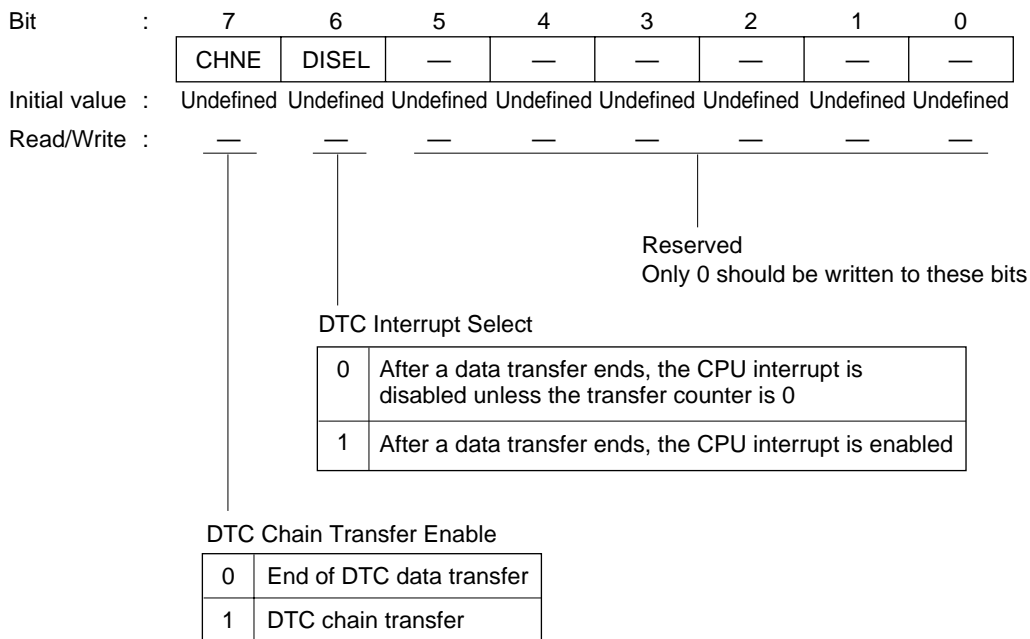 Bit : 7 6 5 4 3 2 1 0
CHNE DISEL — — — — — —
Initial value : Undefined Undefined Undefined Undefined Undefined Undefined Undefined Undefined
Read/Write : — — — — — — — —
Reserved
Only 0 should be written to these bits
DTC Interrupt Select
0 After a data transfer ends, the CPU interrupt is
disabled unless the transfer counter is 0
1 After a data transfer ends, the CPU interrupt is enabled
DTC Chain Transfer Enable
0 End of DTC data transfer
1 DTC chain transfer